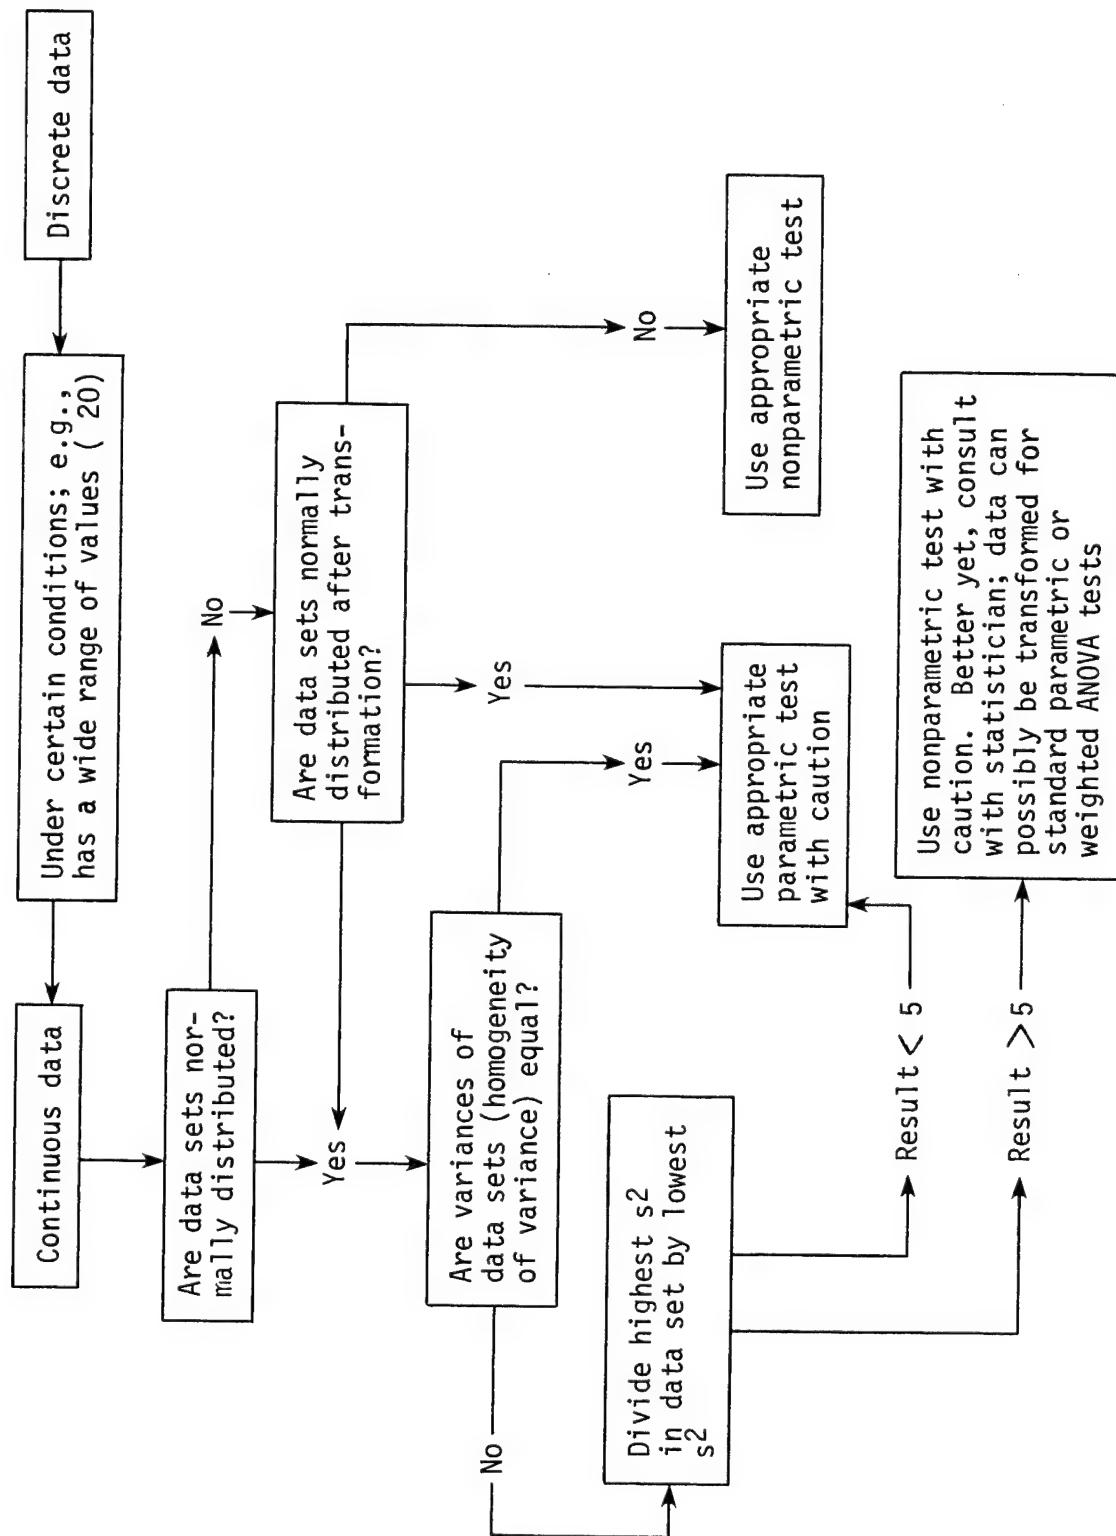 Continuous data
Under certain conditions; e.g.,
has a wide range of values ( 20)
Discrete data
Are data sets nor-
mally distributed?
No
Yes
Are data sets normally
distributed after trans-
formation?
No
Yes
Use appropriate
nonparametric test
Are variances of
data sets (homogeneity
of variance) equal?
Yes
No
Use appropriate
parametric test
with caution
Divide highest s²
in data set by lowest
s²
Result < 5
Result > 5
Use nonparametric test with
caution. Better yet, consult
with statistician; data can
possibly be transformed for
standard parametric or
weighted ANOVA tests